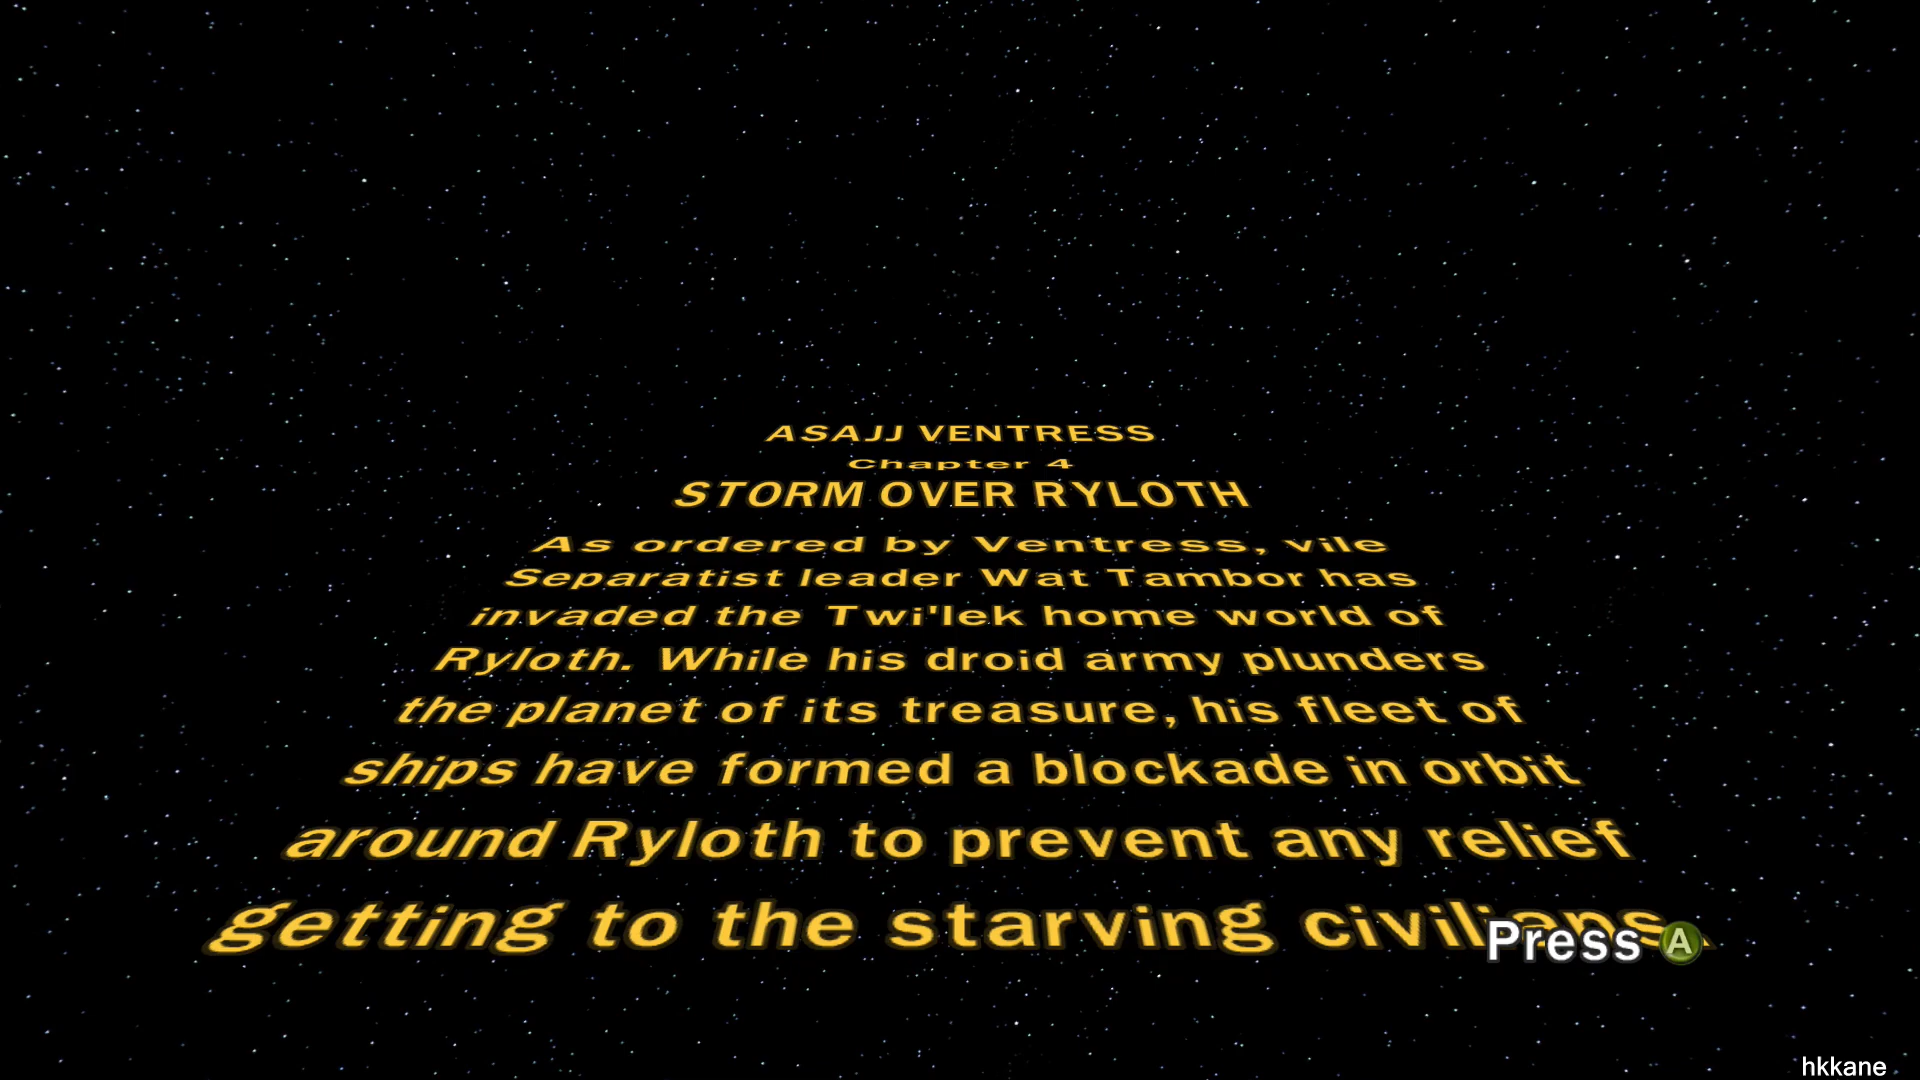 ASAJJ VENTRESS
Chapter 4
STORM OVER RYLOTH
As ordered by Ventress, vile
Separatist leader Wat Tambor has
invaded the Twi'lek home world of
Ryloth. While his droid army plunders
the planet of its treasure, his fleet of
ships have formed a blockade in orbit
around Ryloth to prevent any relief
getting to the starving civilians.
Press A
hkkane